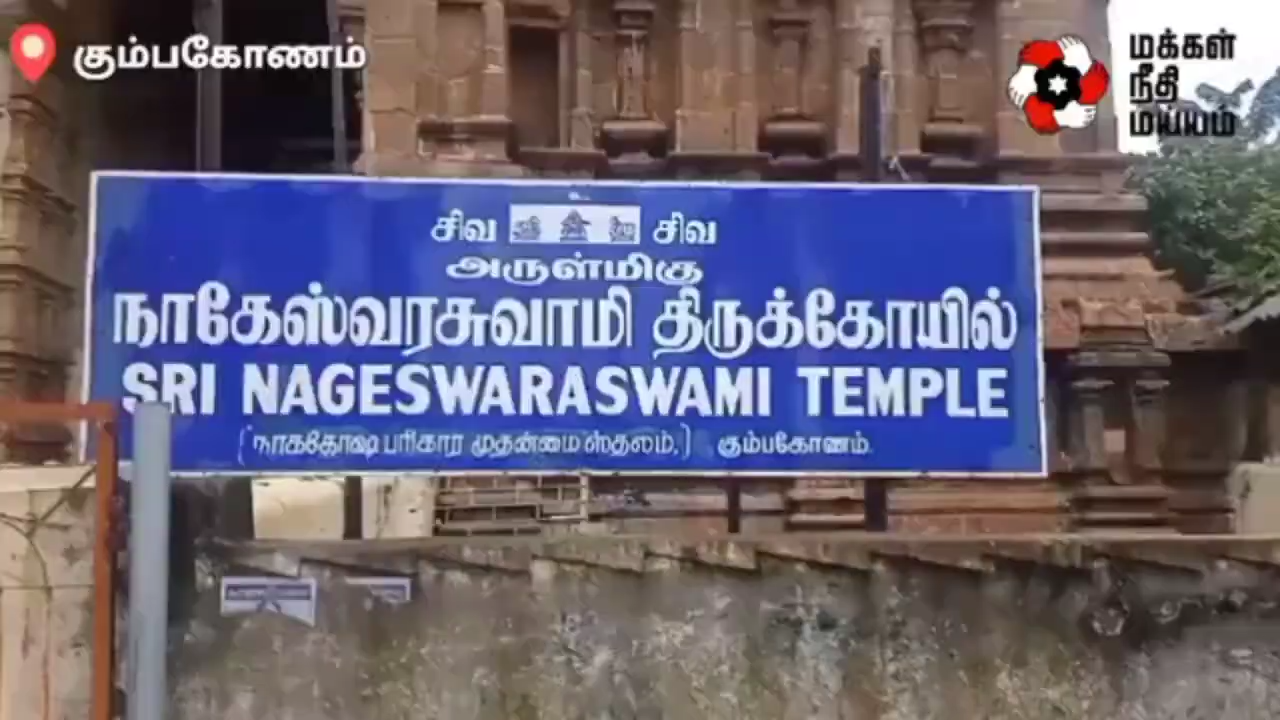 கும்பகோணம்
மக்கள்
நீதி
மய்யம்
சிவ சிவ
அருள்மிகு
நாகேஸ்வரசுவாமி திருக்கோயில்
SRI NAGESWARASWAMI TEMPLE
(நாகதோஷ பரிகார முதன்மை ஸ்தலம்.) கும்பகோணம்.